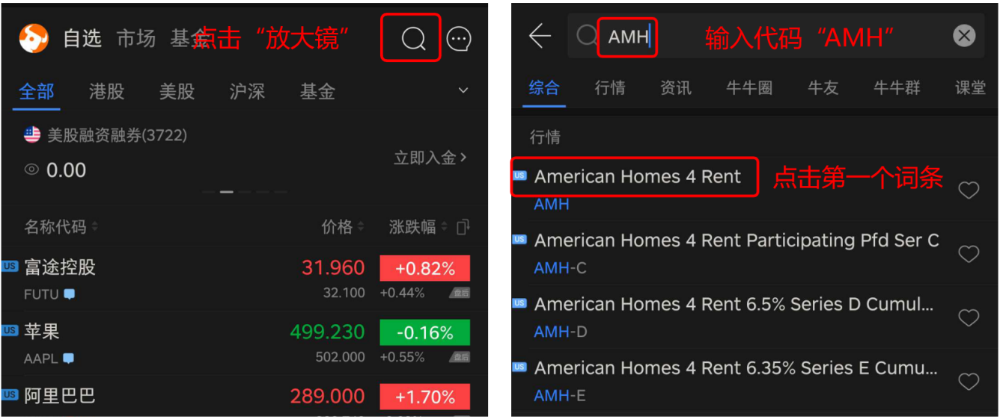 自选 市场 基金 点击“放大镜”
全部 港股 美股 沪深 基金
美股融资融券(3722)
立即入金
0.00
名称代码 价格 涨跌幅
US 富途控股 31.960 +0.82%
FUTU 32.100 +0.44% 盘后
US 苹果 499.230 -0.16%
AAPL 502.000 +0.55% 盘后
US 阿里巴巴 289.000 +1.70%
AMH 输入代码“AMH”
综合 行情 资讯 牛牛圈 牛友 牛牛群 课堂
行情
US American Homes 4 Rent 点击第一个词条
AMH
US American Homes 4 Rent Participating Pfd Ser C
AMH-C
US American Homes 4 Rent 6.5% Series D Cumul...
AMH-D
US American Homes 4 Rent 6.35% Series E Cumu...
AMH-E